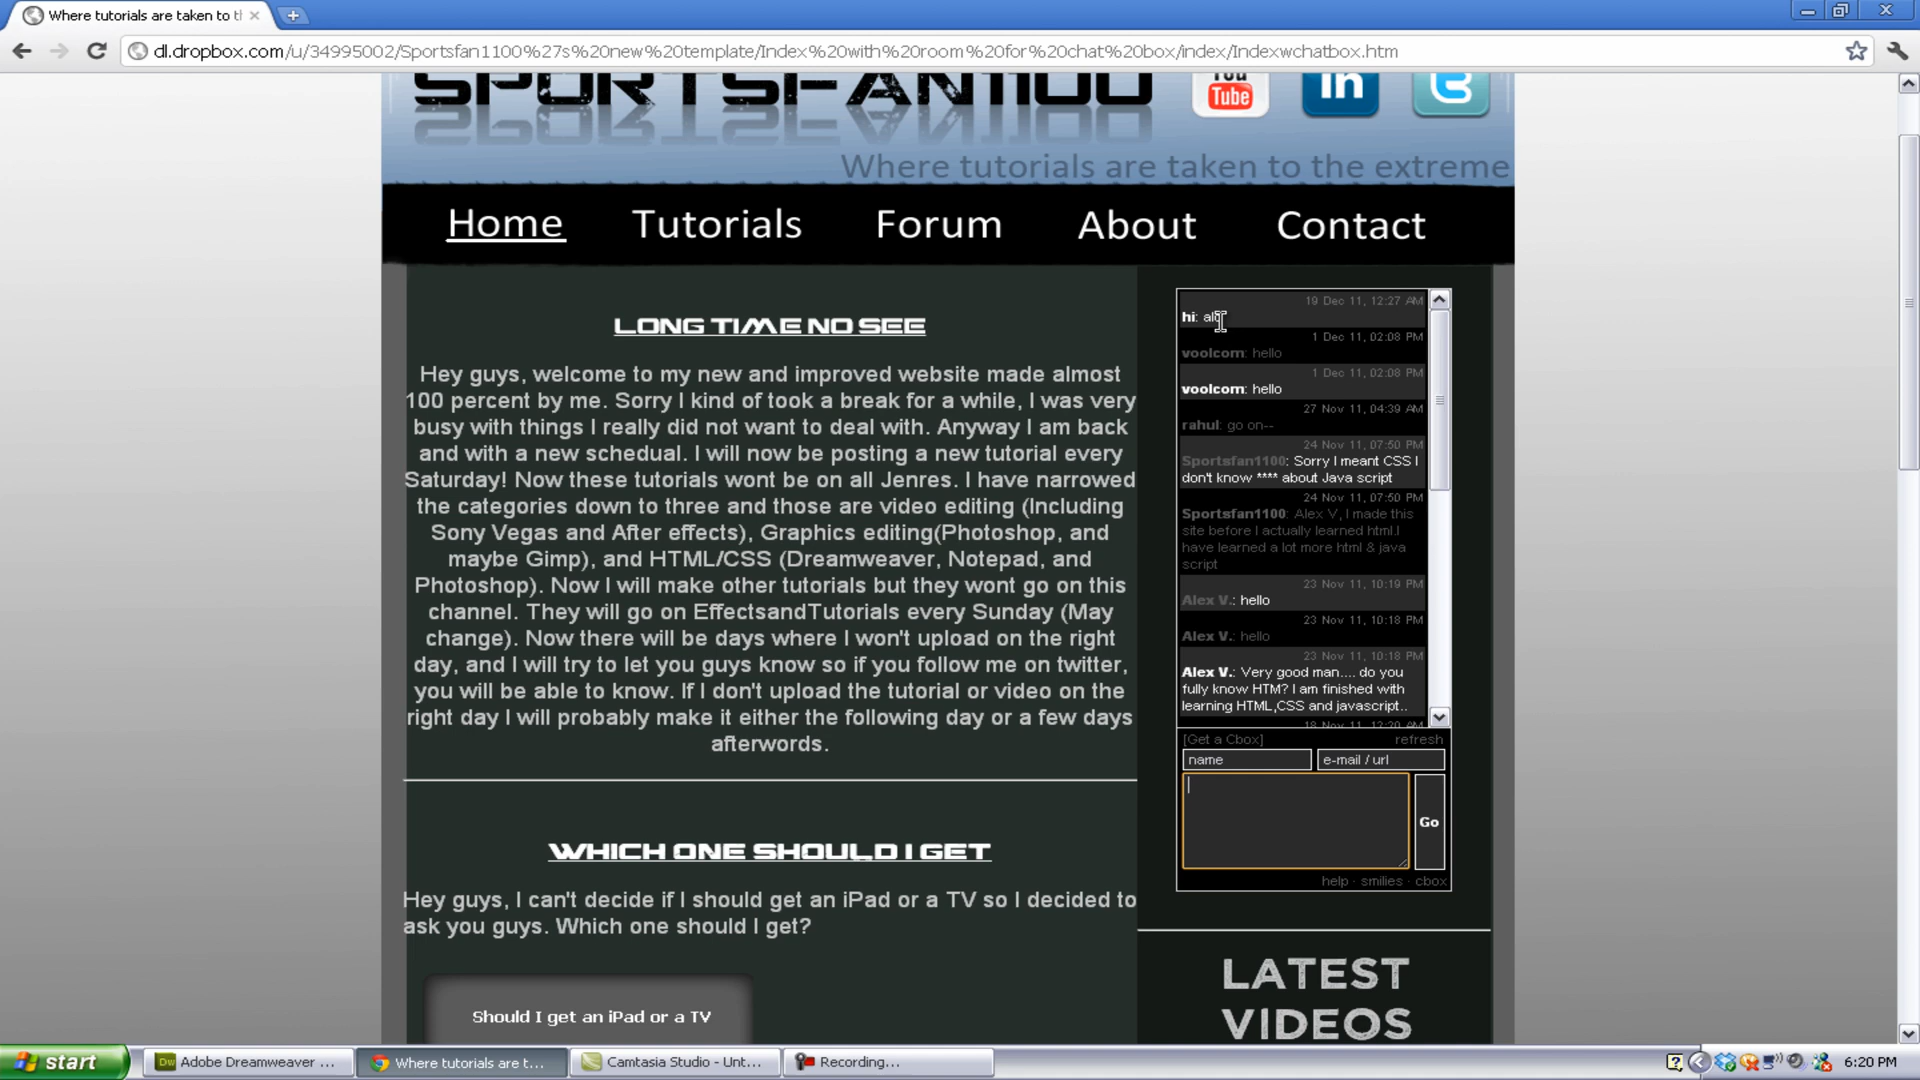 Where tutorials are taken to tl
dl.dropbox.com/u/34995002/Sportsfan1100%27s%20new%20template/Index%20with%20room%20for%20chat%20box/index/Indexwchatbox.htm
SPORTSFAN1100
You Tube
in
t
Where tutorials are taken to the extreme
Home Tutorials Forum About Contact
LONG TIME NO SEE
Hey guys, welcome to my new and improved website made almost
100 percent by me. Sorry I kind of took a break for a while, I was very
busy with things I really did not want to deal with. Anyway I am back
and with a new schedual. I will now be posting a new tutorial every
Saturday! Now these tutorials wont be on all Jenres. I have narrowed
the categories down to three and those are video editing (Including
Sony Vegas and After effects), Graphics editing(Photoshop, and
maybe Gimp), and HTML/CSS (Dreamweaver, Notepad, and
Photoshop). Now I will make other tutorials but they wont go on this
channel. They will go on EffectsandTutorials every Sunday (May
change). Now there will be days where I won't upload on the right
day, and I will try to let you guys know so if you follow me on twitter,
you will be able to know. If I don't upload the tutorial or video on the
right day I will probably make it either the following day or a few days
afterwords.
WHICH ONE SHOULD I GET
Hey guys, I can't decide if I should get an iPad or a TV so I decided to
ask you guys. Which one should I get?
Should I get an iPad or a TV
19 Dec 11, 12:27 AM
hi:
1 Dec 11, 02:08 PM
voolcom: hello
1 Dec 11, 02:08 PM
voolcom: hello
27 Nov 11, 04:39 AM
rahul: go on--
24 Nov 11, 07:50 PM
Sportsfan1100: Sorry I meant CSS I
don't know **** about Java script
24 Nov 11, 07:50 PM
Sportsfan1100: Alex V, I made this
site before I actually learned html.I
have learned a lot more html & java
script
23 Nov 11, 10:19 PM
Alex V.: hello
23 Nov 11, 10:18 PM
Alex V.: hello
23 Nov 11, 10:18 PM
Alex V.: Very good man.... do you
fully know HTM? I am finished with
learning HTML,CSS and javascript..
18 Nov 11, 12:20 AM
[Get a Cbox] refresh
name e-mail / url
Go
help · smilies · cbox
LATEST
VIDEOS
start
Dw Adobe Dreamweaver ...
Where tutorials are t...
Camtasia Studio - Unt...
Recording...
6:20 PM